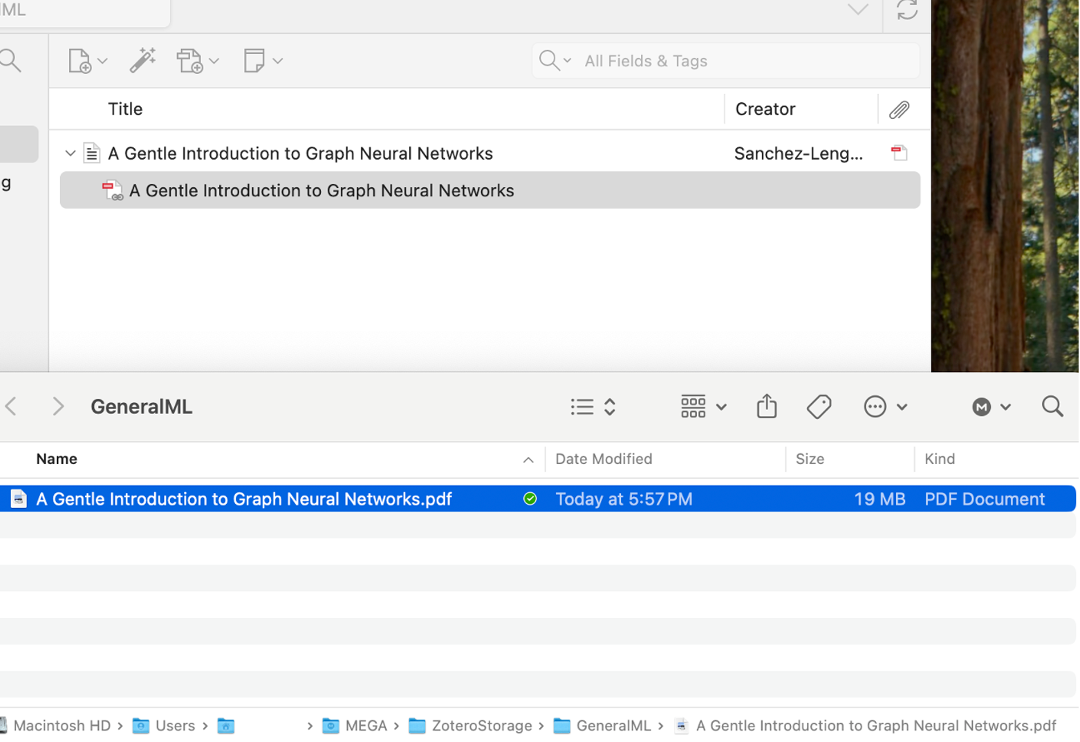 ML
All Fields & Tags
Title Creator
A Gentle Introduction to Graph Neural Networks Sanchez-Leng...
g
A Gentle Introduction to Graph Neural Networks
GeneralML M
Name Date Modified Size Kind
A Gentle Introduction to Graph Neural Networks.pdf Today at 5:57 PM 19 MB PDF Document
Macintosh HD › Users › › MEGA › ZoteroStorage › GeneralML › A Gentle Introduction to Graph Neural Networks.pdf